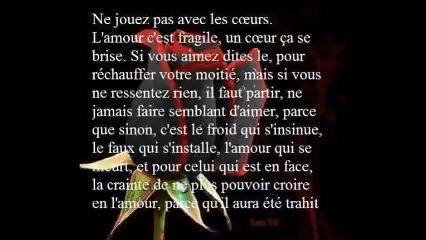 Ne jouez pas avec les cœurs.
L'amour c'est fragile, un cœur ça se
brise. Si vous aimez dites le, pour
réchauffer votre moitié, mais si vous
ne ressentez rien, il faut partir, ne
jamais faire semblant d'aimer, parce
que sinon, c'est le froid qui s'insinue,
le faux qui s'installe, l'amour qui se
meurt, et pour celui qui est en face,
la crainte de ne plus pouvoir croire
en l'amour, parce qu'il aura été trahit